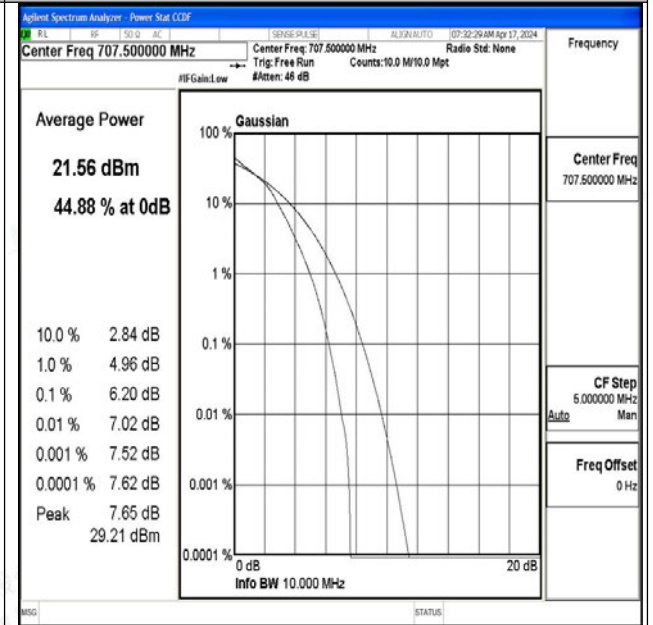 Agilent Spectrum Analyzer - Power Stat CCDF
RL RF 50 Ω AC SENSE:PULSE ALIGN AUTO 07:32:29 AM Apr 17, 2024
Center Freq 707.500000 MHz
Center Freq: 707.500000 MHz Radio Std: None
Trig: Free Run Counts:10.0 M/10.0 Mpt
#IFGain:Low #Atten: 46 dB
Frequency
Average Power
21.56 dBm
44.88 % at 0dB
10.0 % 2.84 dB
1.0 % 4.96 dB
0.1 % 6.20 dB
0.01 % 7.02 dB
0.001 % 7.52 dB
0.0001 % 7.62 dB
Peak 7.65 dB
29.21 dBm
Gaussian
100 %
10 %
1 %
0.1 %
0.01 %
0.001 %
0.0001 %
0 dB 20 dB
Info BW 10.000 MHz
Center Freq
707.500000 MHz
CF Step
5.000000 MHz
Auto Man
Freq Offset
0 Hz
MSG STATUS